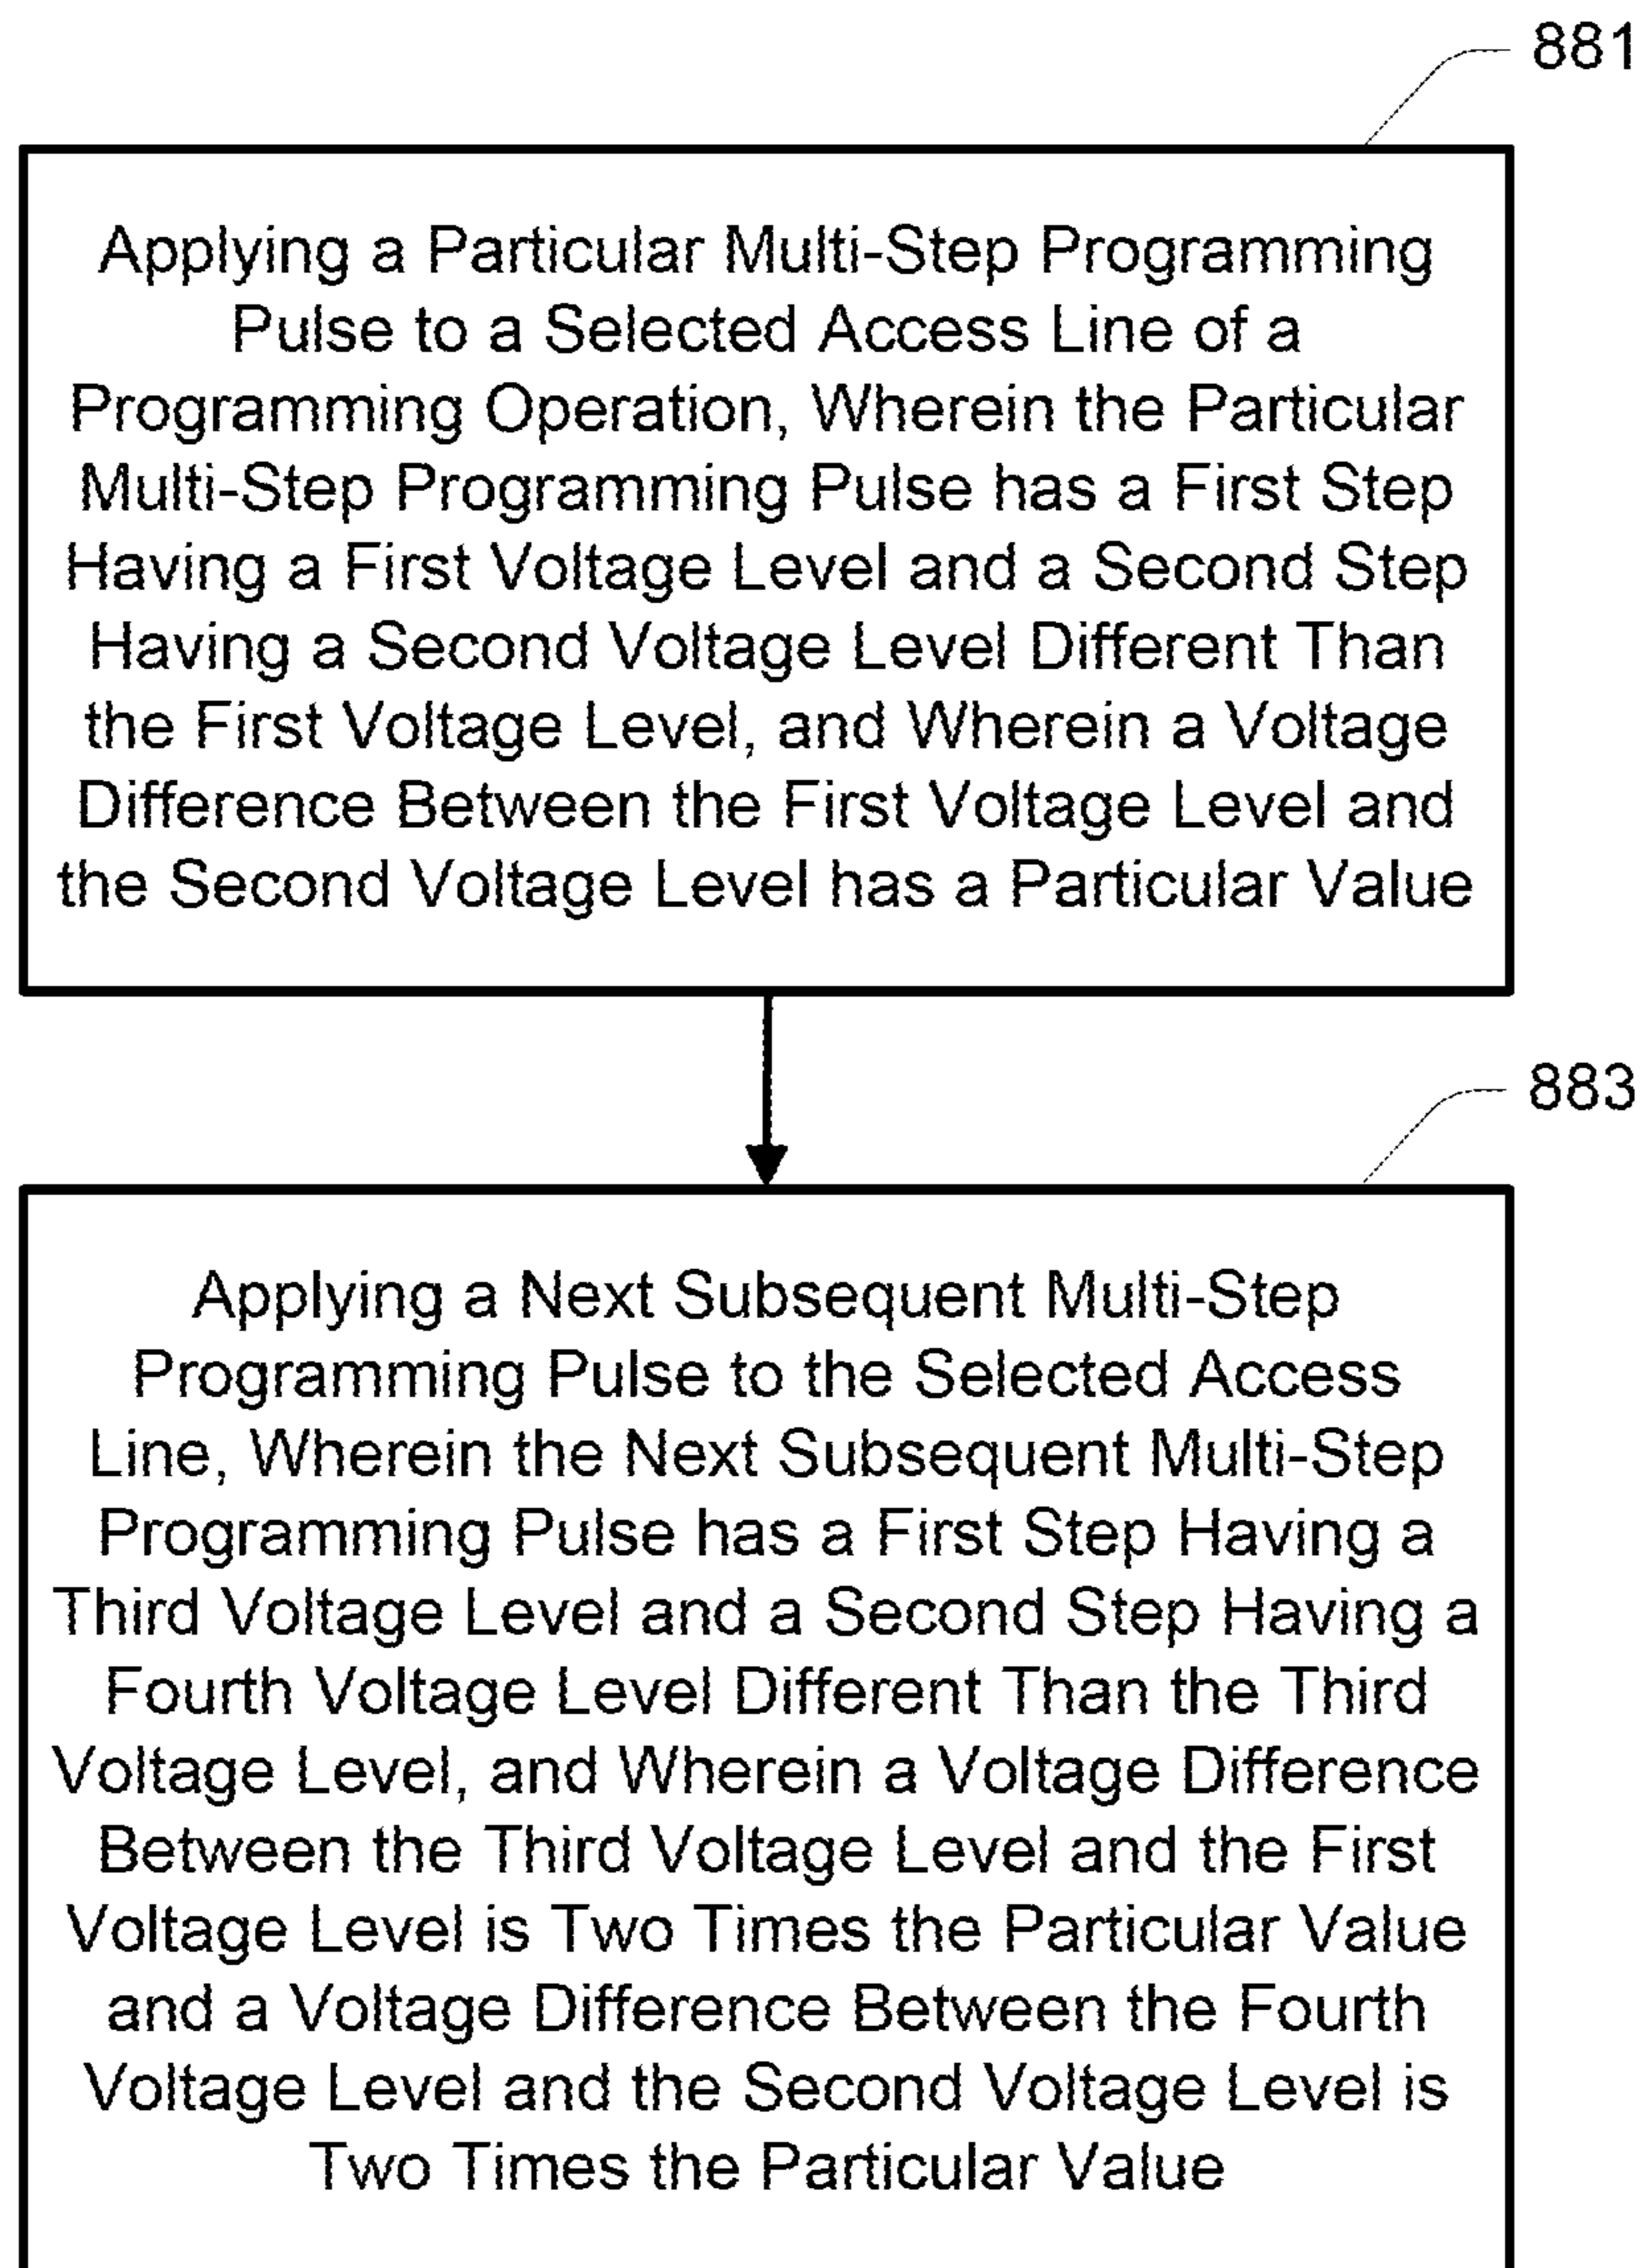 881
Applying a Particular Multi-Step Programming
Pulse to a Selected Access Line of a
Programming Operation, Wherein the Particular
Multi-Step Programming Pulse has a First Step
Having a First Voltage Level and a Second Step
Having a Second Voltage Level Different Than
the First Voltage Level, and Wherein a Voltage
Difference Between the First Voltage Level and
the Second Voltage Level has a Particular Value
883
Applying a Next Subsequent Multi-Step
Programming Pulse to the Selected Access
Line, Wherein the Next Subsequent Multi-Step
Programming Pulse has a First Step Having a
Third Voltage Level and a Second Step Having a
Fourth Voltage Level Different Than the Third
Voltage Level, and Wherein a Voltage Difference
Between the Third Voltage Level and the First
Voltage Level is Two Times the Particular Value
and a Voltage Difference Between the Fourth
Voltage Level and the Second Voltage Level is
Two Times the Particular Value